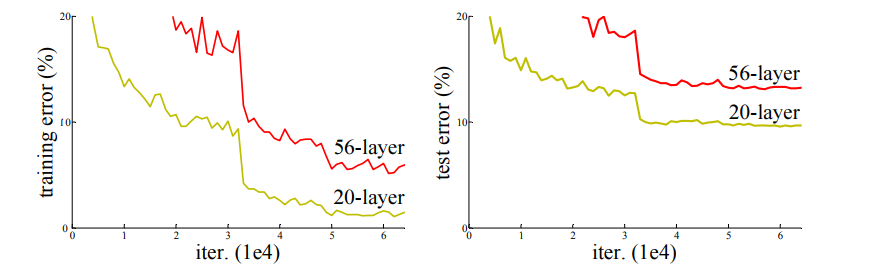 20
10
0
training error (%)
56-layer
20-layer
0 1 2 3 4 5 6
iter. (1e4)
20
10
0
test error (%)
56-layer
20-layer
0 1 2 3 4 5 6
iter. (1e4)